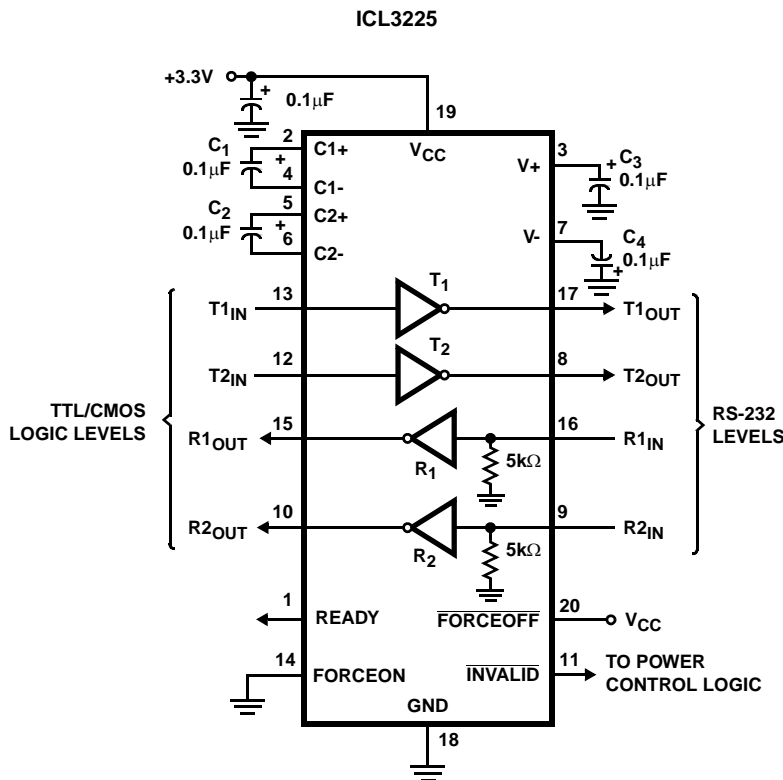 ICL3225
+3.3V
+
0.1μF
19
2
C1
0.1μF
+
4
C1+
C1-
VCC
V+
3
+
C3
0.1μF
5
C2
0.1μF
+
6
C2+
C2-
V-
7
C4
0.1μF
+
T1IN
13
T1
17
T1OUT
T2IN
12
T2
8
T2OUT
TTL/CMOS
LOGIC LEVELS
RS-232
LEVELS
R1OUT
15
R1
5kΩ
16
R1IN
R2OUT
10
R2
5kΩ
9
R2IN
1
READY
FORCEOFF
20
VCC
14
FORCEON
INVALID
11
TO POWER
CONTROL LOGIC
GND
18